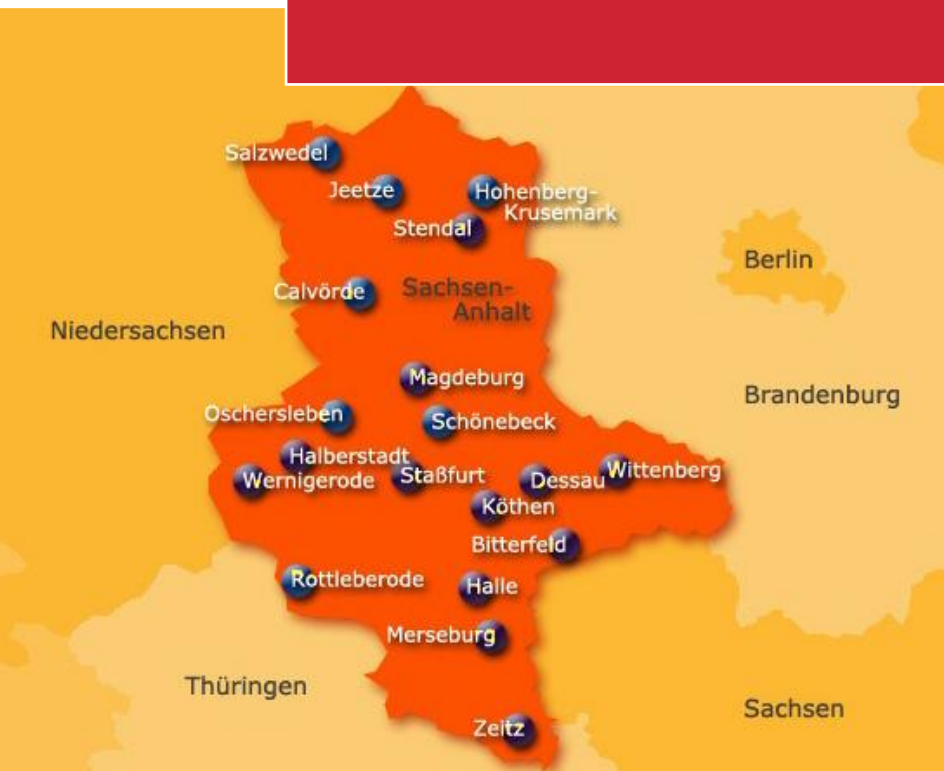 Salzwedel
Jeetze
Hohenberg-
Krusemark
Stendal
Berlin
Calvörde
Sachsen-
Anhalt
Niedersachsen
Magdeburg
Brandenburg
Oschersleben
Schönebeck
Halberstadt
Wernigerode
Staßfurt
Dessau
Wittenberg
Köthen
Bitterfeld
Rottleberode
Halle
Merseburg
Thüringen
Sachsen
Zeitz